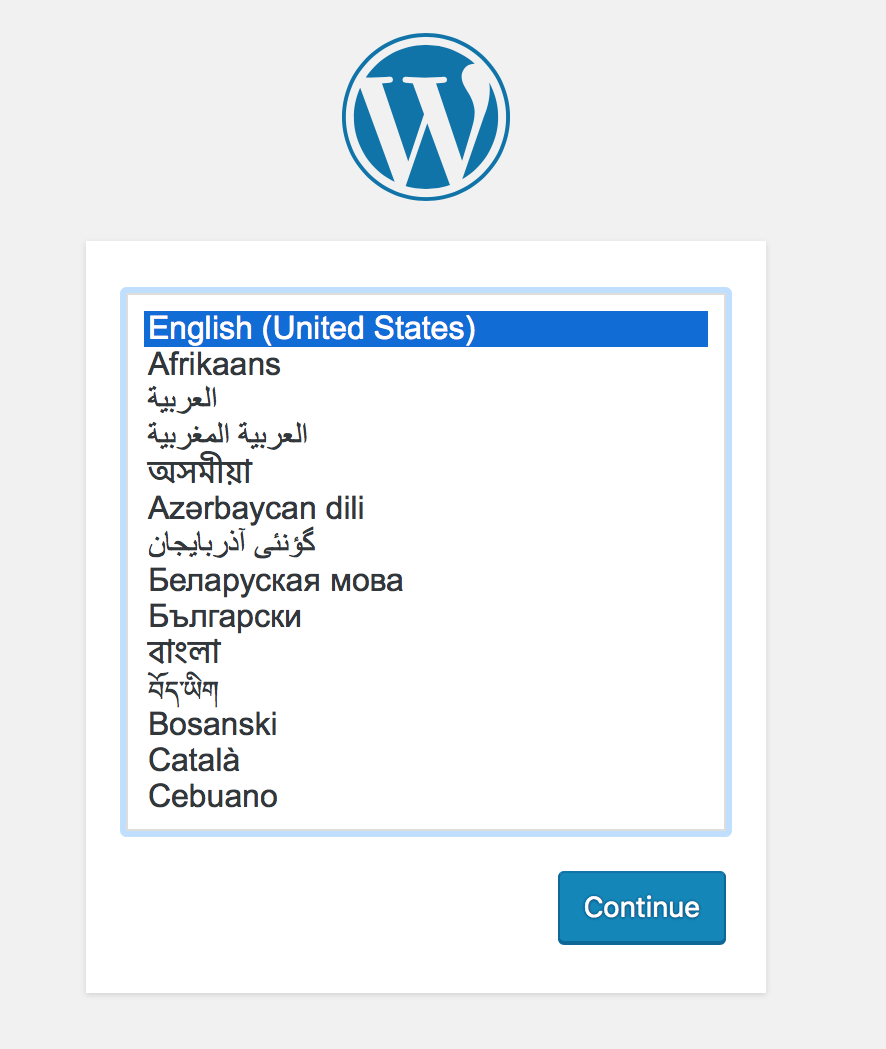 English (United States)
Afrikaans
العربية
العربية المغربية
অসমীয়া
Azərbaycan dili
گؤنئی آذربایجان
Беларуская мова
Български
বাংলা
བོད་ཡིག
Bosanski
Català
Cebuano
Continue